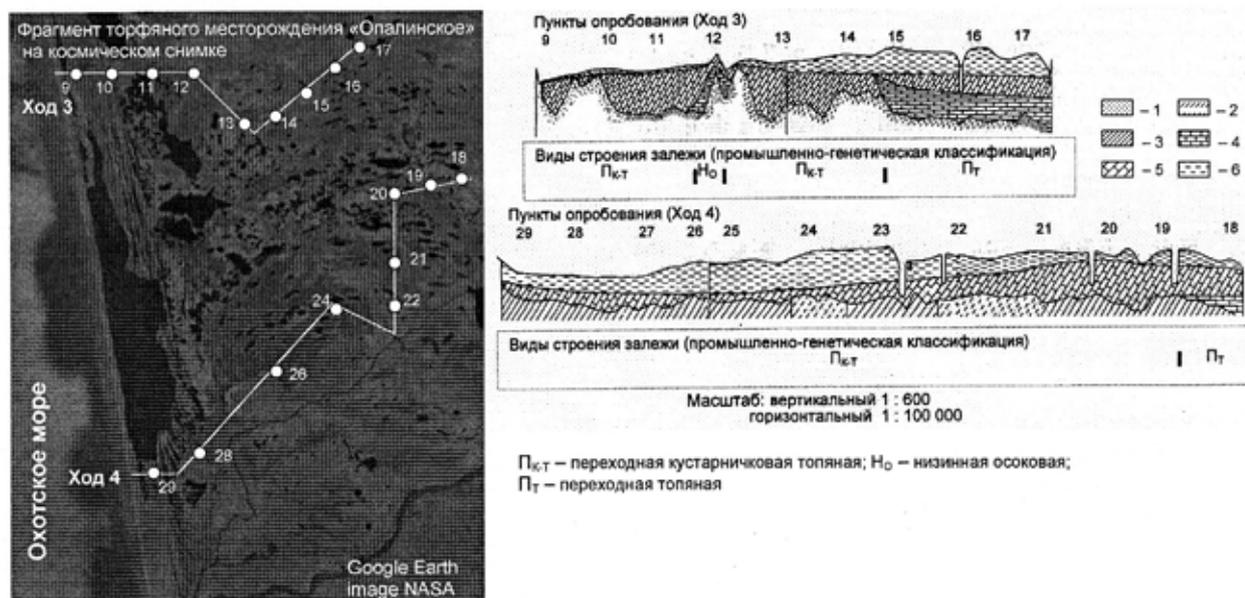 Фрагмент торфяного месторождения «Опалинское»
на космическом снимке
17
9 10 11 12
16
Ход 3
15
13 14
18
19
20
21
24
22
26
28
Ход 4
29
Охотское море
Google Earth
image NASA
Пункты опробования (Ход 3)
9 10 11 12 13 14 15 16 17
– 1 – 2
– 3 – 4
– 5 – 6
Виды строения залежи (промышленно-генетическая классификация)
Пк-т Но Пк-т Пт
Пункты опробования (Ход 4)
29 28 27 26 25 24 23 22 21 20 19 18
Виды строения залежи (промышленно-генетическая классификация)
Пк-т Пт
Масштаб: вертикальный 1 : 600
горизонтальный 1 : 100 000
Пк-т – переходная кустарничковая топяная; Но – низинная осоковая;
Пт – переходная топяная